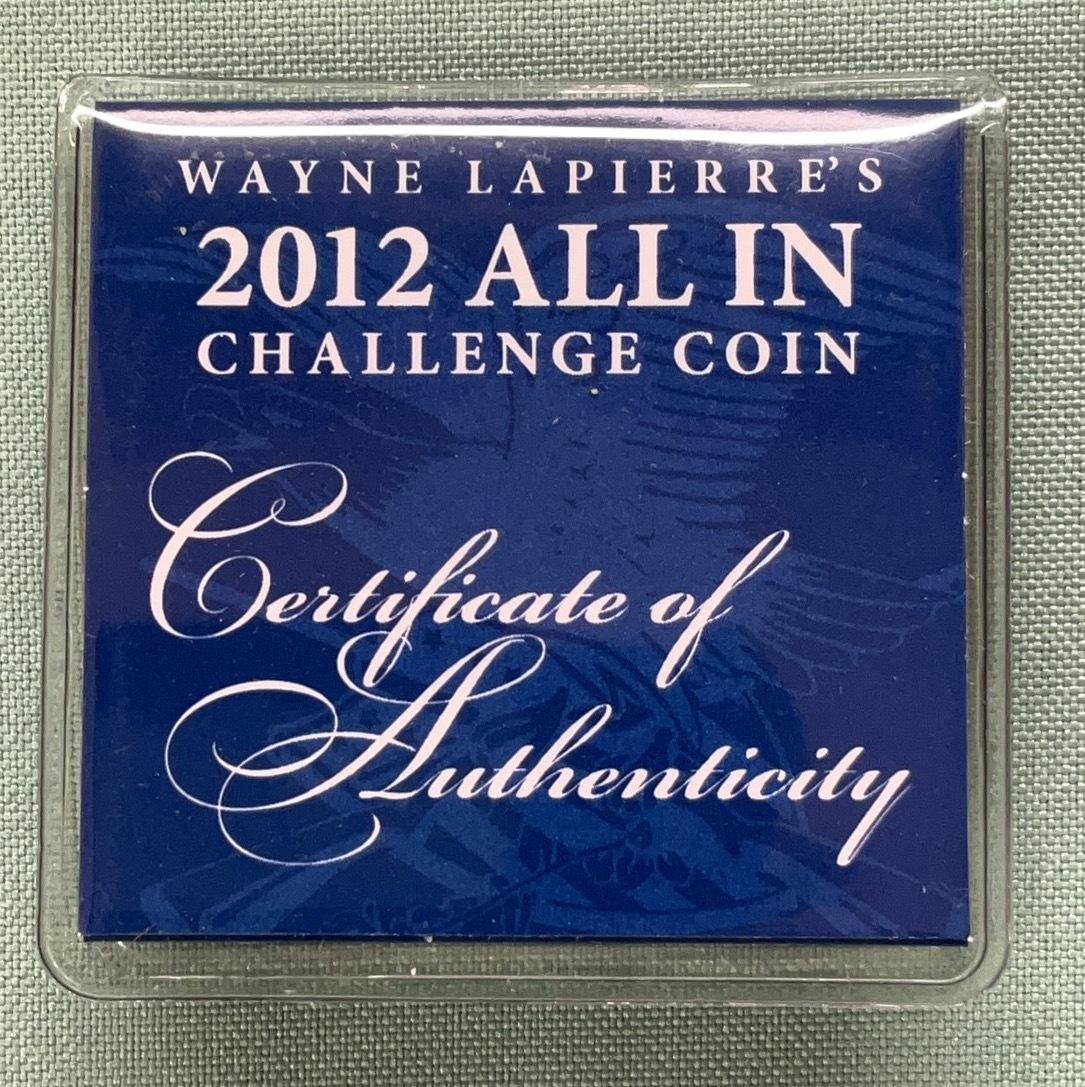 WAYNE LAPIERRE'S
2012 ALL IN
CHALLENGE COIN
Certificate of
Authenticity